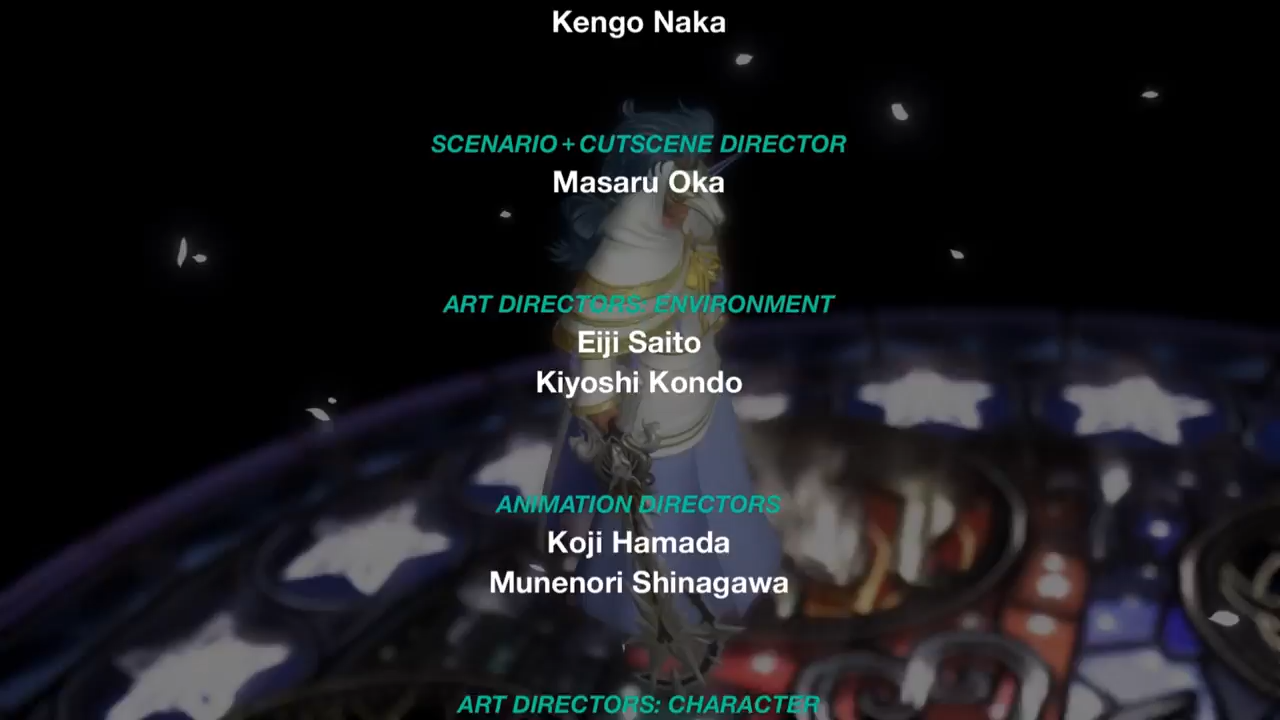 Kengo Naka
SCENARIO + CUTSCENE DIRECTOR
Masaru Oka
ART DIRECTORS: ENVIRONMENT
Eiji Saito
Kiyoshi Kondo
ANIMATION DIRECTORS
Koji Hamada
Munenori Shinagawa
ART DIRECTORS: CHARACTER